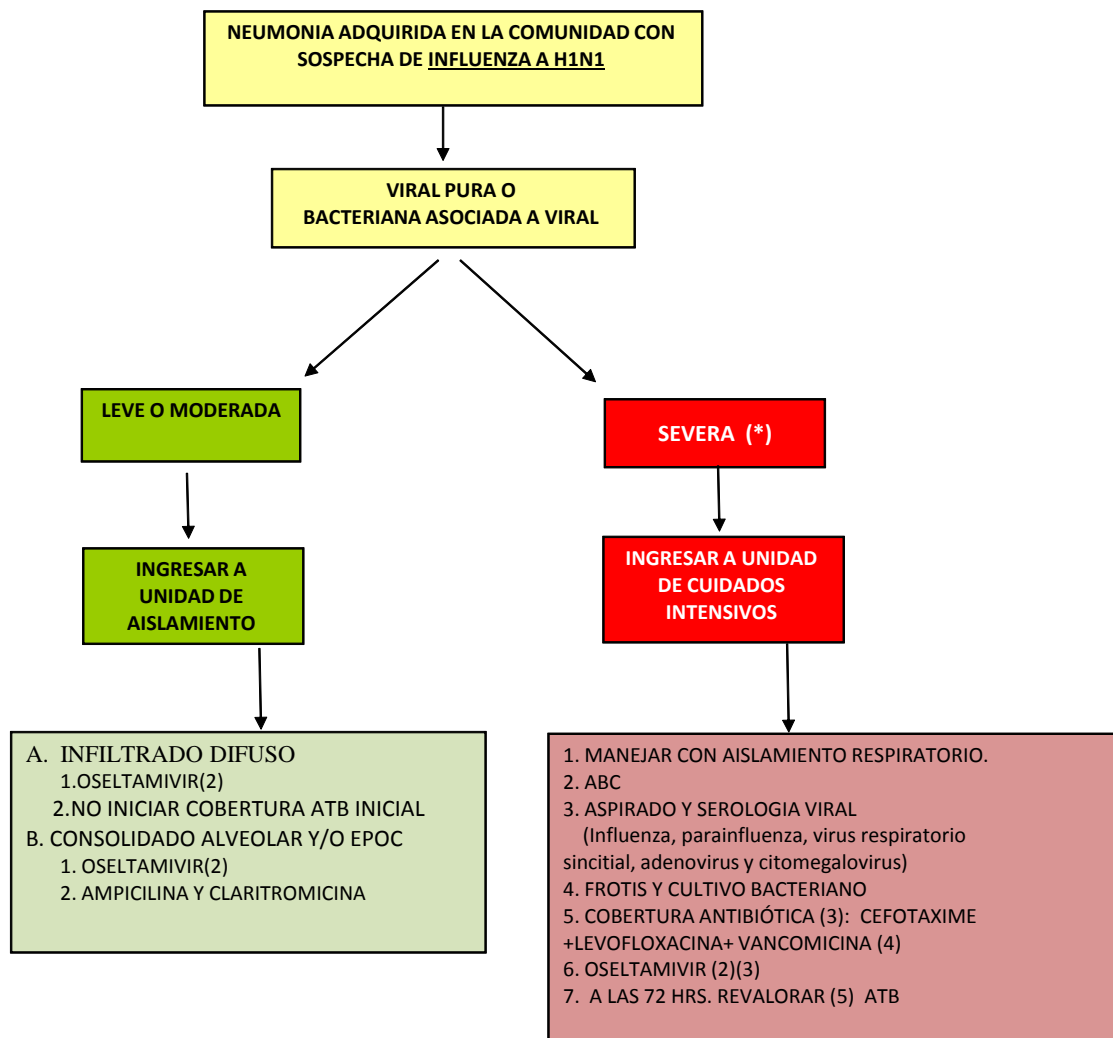 NEUMONIA ADQUIRIDA EN LA COMUNIDAD CON
SOSPECHA DE INFLUENZA A H1N1
VIRAL PURA O
BACTERIANA ASOCIADA A VIRAL
LEVE O MODERADA
SEVERA (*)
INGRESAR A
UNIDAD DE
AISLAMIENTO
INGRESAR A UNIDAD
DE CUIDADOS
INTENSIVOS
A. INFILTRADO DIFUSO
1.OSELTAMIVIR(2)
2.NO INICIAR COBERTURA ATB INICIAL
B. CONSOLIDADO ALVEOLAR Y/O EPOC
1. OSELTAMIVIR(2)
2. AMPICILINA Y CLARITROMICINA
1. MANEJAR CON AISLAMIENTO RESPIRATORIO.
2. ABC
3. ASPIRADO Y SEROLOGIA VIRAL
(Influenza, parainfluenza, virus respiratorio
sincitial, adenovirus y citomegalovirus)
4. FROTIS Y CULTIVO BACTERIANO
5. COBERTURA ANTIBIÓTICA (3): CEFOTAXIME
+LEVOFLOXACINA+ VANCOMICINA (4)
6. OSELTAMIVIR (2)(3)
7. A LAS 72 HRS. REVALORAR (5) ATB